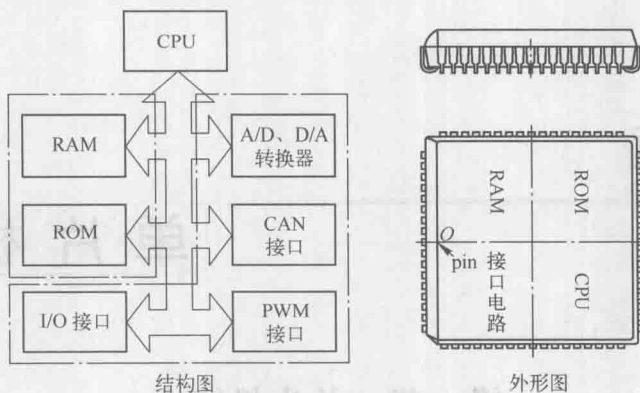 CPU
RAM
A/D、D/A
转换器
ROM
CAN
接口
I/O 接口
PWM
接口
结构图
RAM
ROM
O
pin
接口电路
CPU
外形图